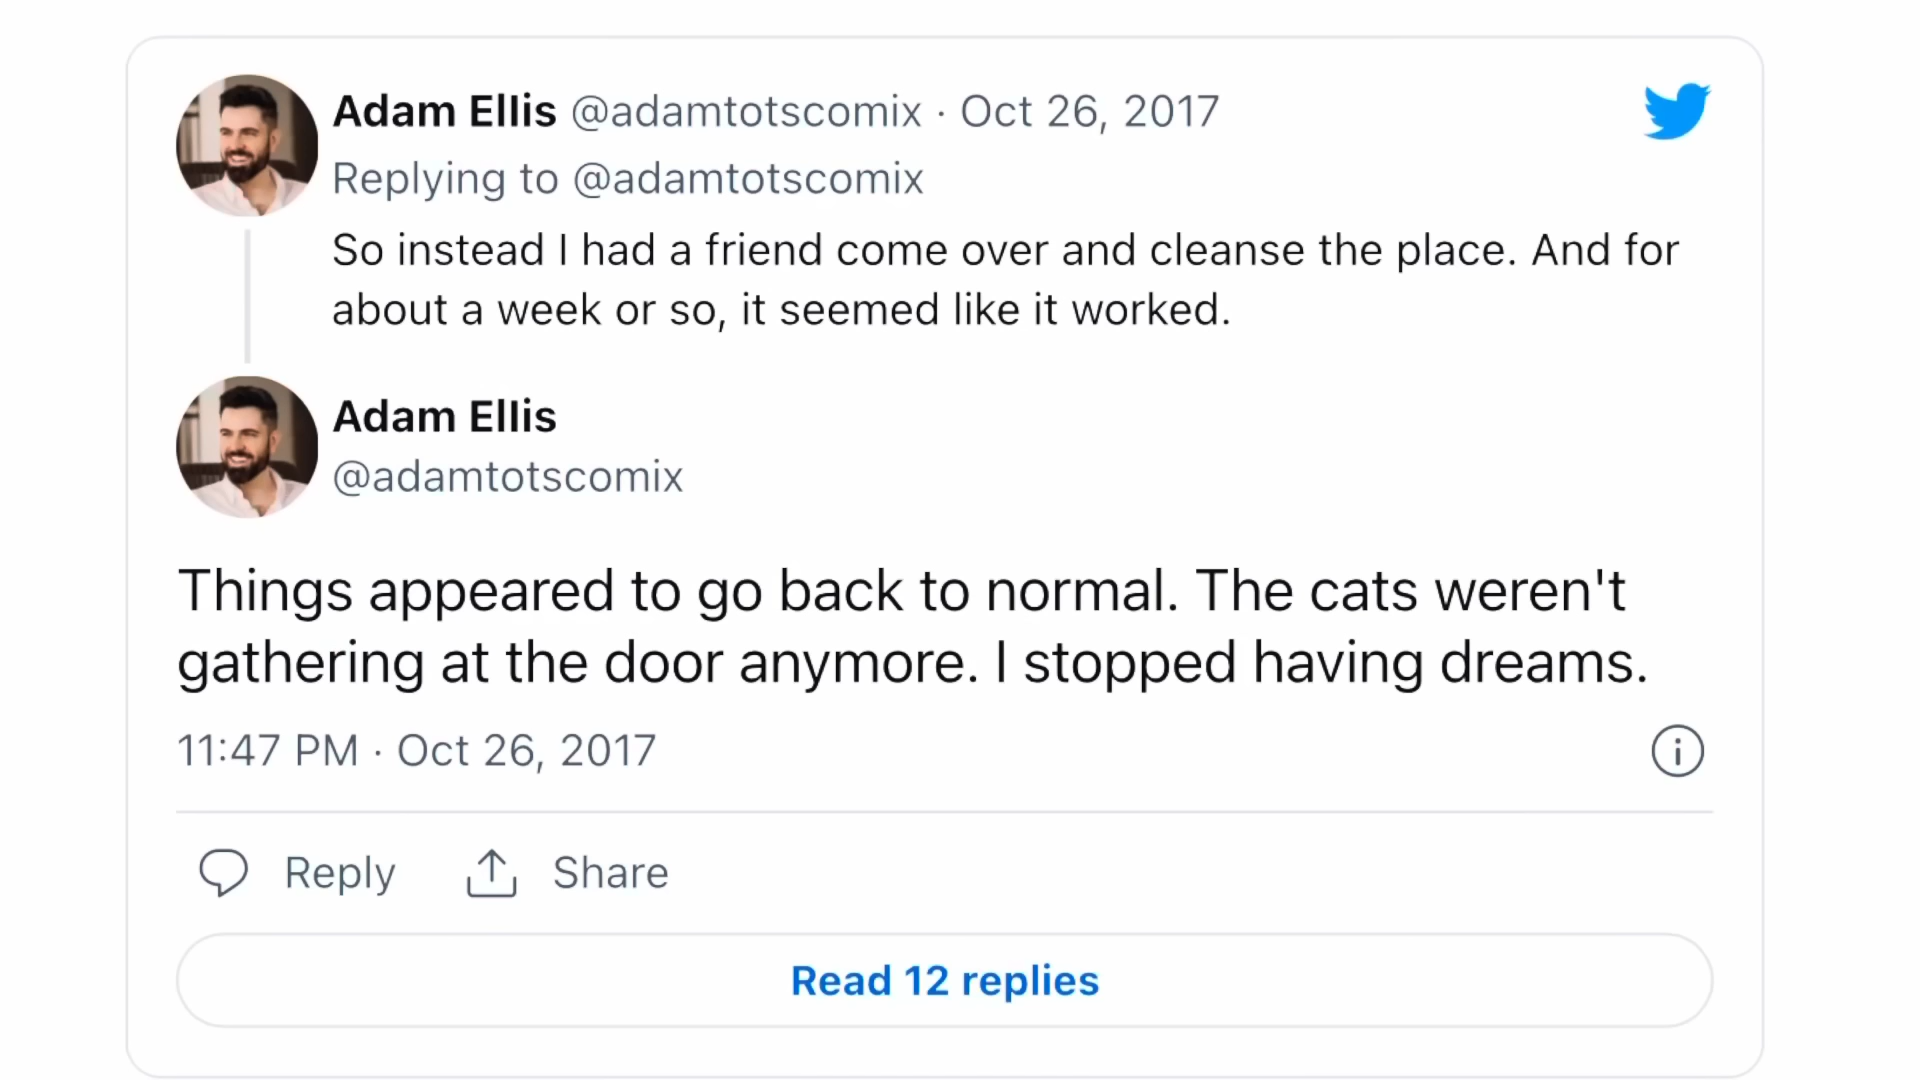 Adam Ellis @adamtotscomix · Oct 26, 2017
Replying to @adamtotscomix
So instead I had a friend come over and cleanse the place. And for
about a week or so, it seemed like it worked.
Adam Ellis
@adamtotscomix
Things appeared to go back to normal. The cats weren't
gathering at the door anymore. I stopped having dreams.
11:47 PM · Oct 26, 2017
Reply Share
Read 12 replies